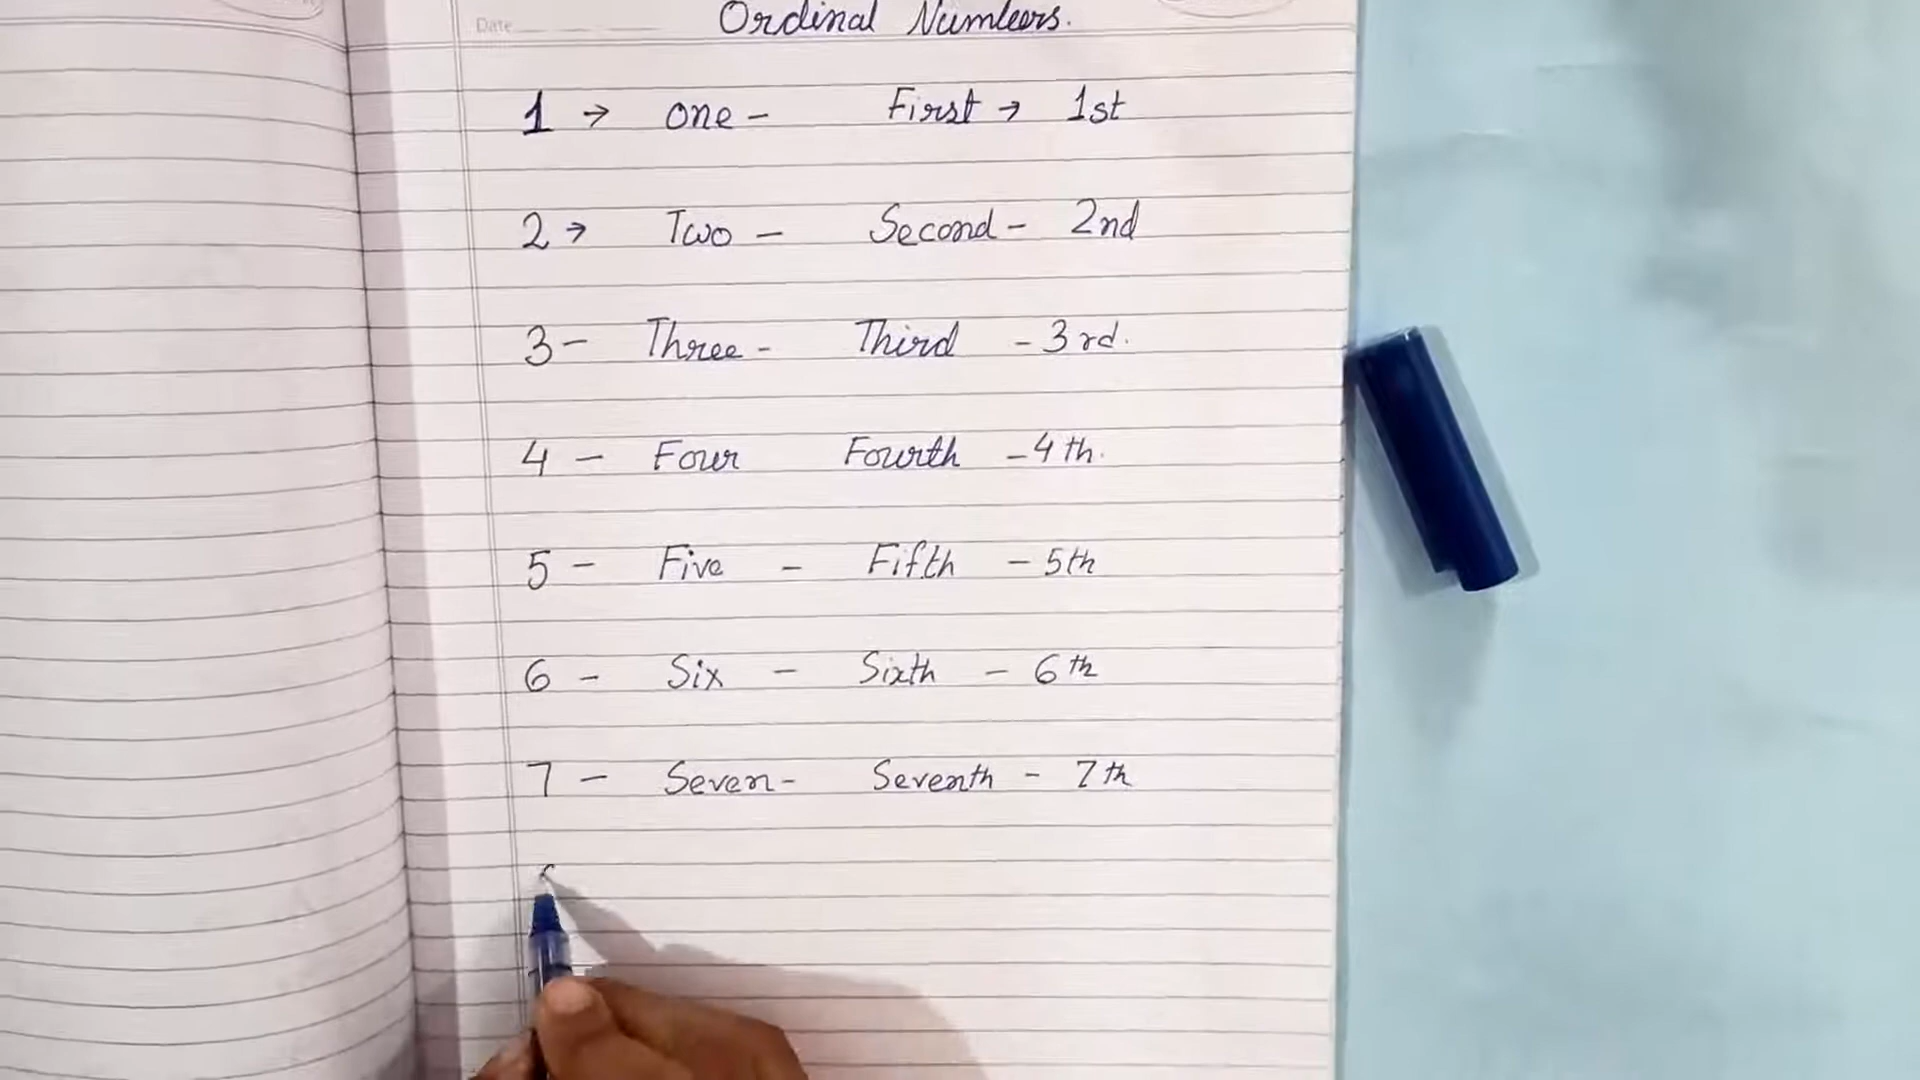 Date
Ordinal Numbers.
1 → one - First → 1st
2 → Two - Second - 2nd
3 - Three - Third - 3rd.
4 - Four Fourth - 4th.
5 - Five - Fifth - 5th
6 - Six - Sixth - 6th
7 - Seven - Seventh - 7th